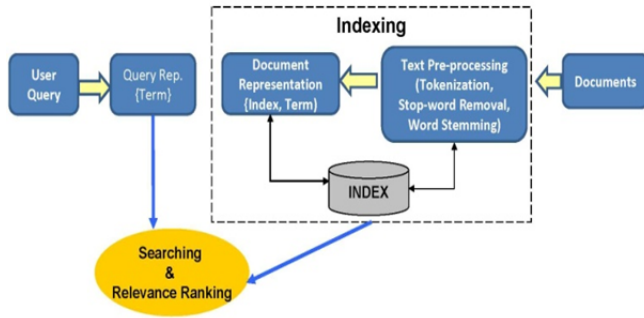 Indexing
User
Query
Query Rep.
{Term}
Document
Representation
{Index, Term}
Text Pre-processing
(Tokenization,
Stop-word Removal,
Word Stemming)
Documents
INDEX
Searching
&
Relevance Ranking